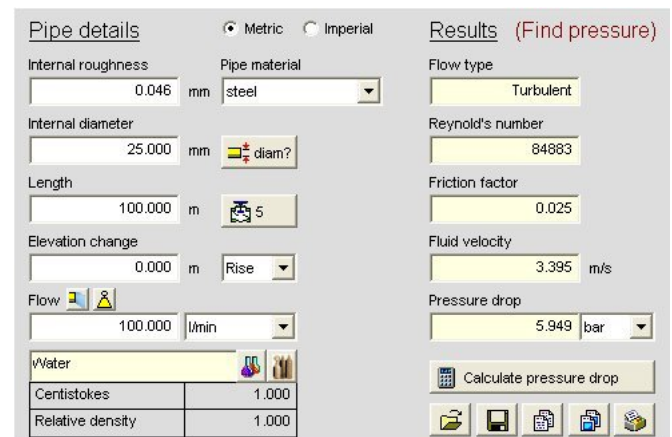 Pipe details
Metric Imperial
Internal roughness Pipe material
0.046 mm steel
Internal diameter
25.000 mm diam?
Length
100.000 m 5
Elevation change
0.000 m Rise
Flow
100.000 l/min
Water
Centistokes 1.000
Relative density 1.000
Results (Find pressure)
Flow type
Turbulent
Reynold's number
84883
Friction factor
0.025
Fluid velocity
3.395 m/s
Pressure drop
5.949 bar
Calculate pressure drop